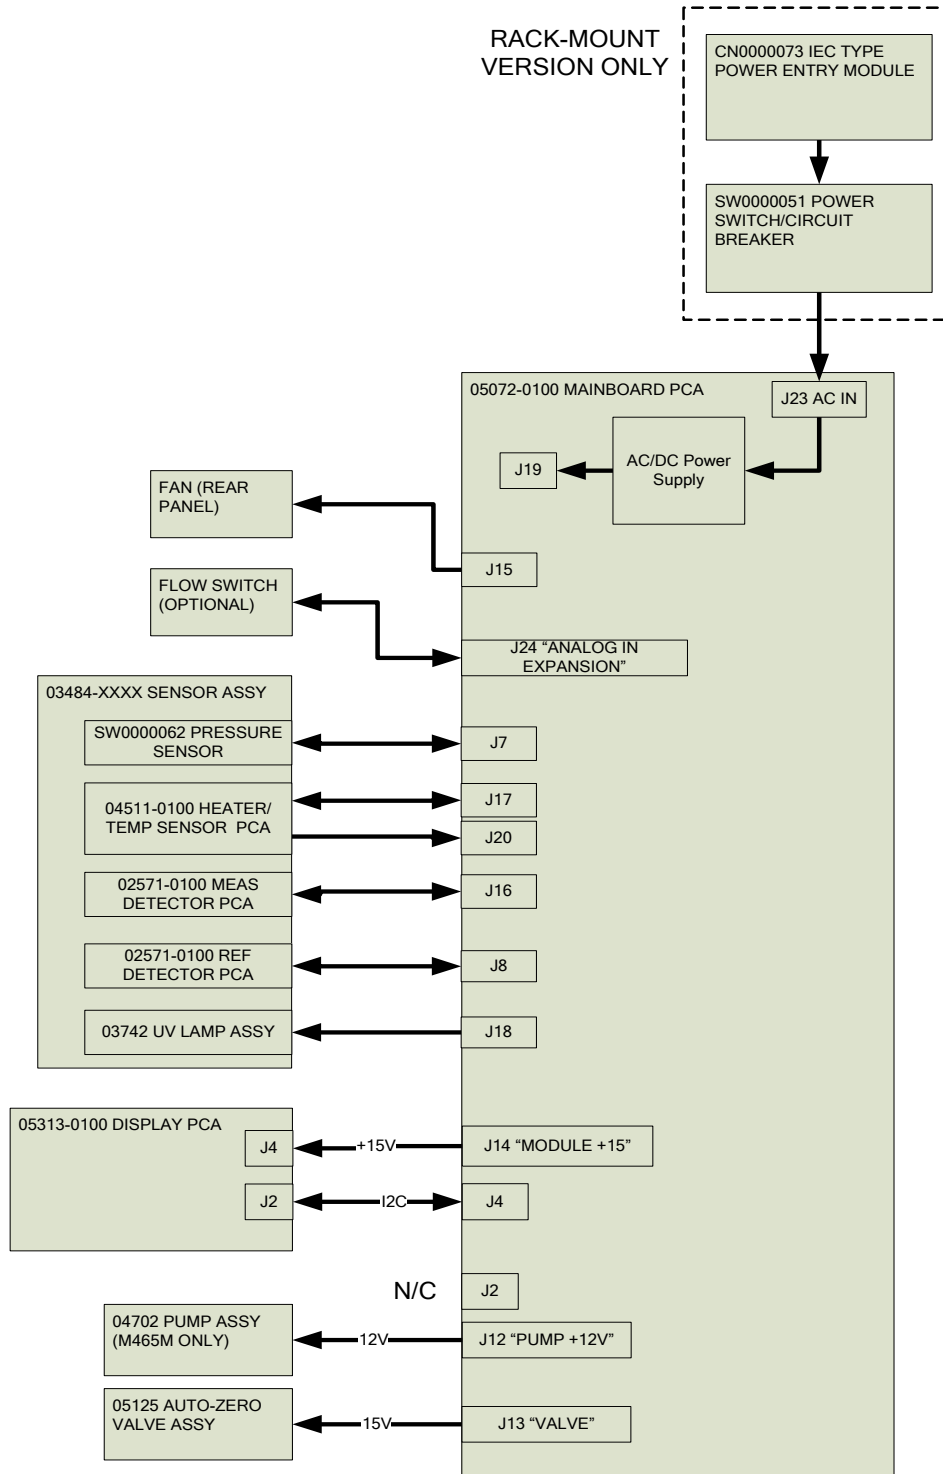 RACK-MOUNT
VERSION ONLY
CN0000073 IEC TYPE
POWER ENTRY MODULE
SW0000051 POWER
SWITCH/CIRCUIT
BREAKER
05072-0100 MAINBOARD PCA
J23 AC IN
AC/DC Power
Supply
J19
FAN (REAR
PANEL)
J15
FLOW SWITCH
(OPTIONAL)
J24 “ANALOG IN
EXPANSION”
03484-XXXX SENSOR ASSY
SW0000062 PRESSURE
SENSOR
J7
04511-0100 HEATER/
TEMP SENSOR PCA
J17
J20
02571-0100 MEAS
DETECTOR PCA
J16
02571-0100 REF
DETECTOR PCA
J8
03742 UV LAMP ASSY
J18
05313-0100 DISPLAY PCA
J4
+15V
J14 “MODULE +15”
J2
I2C
J4
N/C
J2
04702 PUMP ASSY
(M465M ONLY)
12V
J12 “PUMP +12V”
05125 AUTO-ZERO
VALVE ASSY
15V
J13 “VALVE”